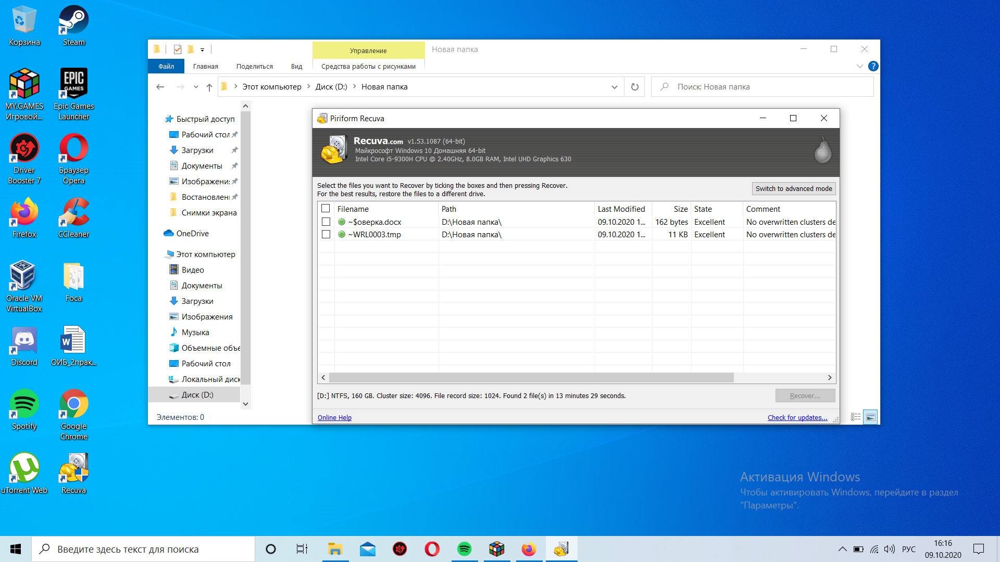 Корзина
Steam
MY.GAMES
Игровой...
EPIC
GAMES
Epic Games
Launcher
Driver
Booster 7
Браузер
Opera
Firefox
CCleaner
Oracle VM
VirtualBox
Foca
Discord
W
ОИБ_2прак...
Spotify
Google
Chrome
uTorrent Web
Recuva
Управление
Новая папка
Файл
Главная
Поделиться
Вид
Средства работы с рисунками
?
Этот компьютер
Диск (D:)
Новая папка
Поиск: Новая папка
Быстрый доступ
Рабочий стол
Загрузки
Документы
Изображения
Востановлен
Снимки экрана
OneDrive
Этот компьютер
Видео
Документы
Загрузки
Изображения
Музыка
Объемные объе
Рабочий стол
Локальный диск
Диск (D:)
Элементов: 0
Piriform Recuva
Recuva.com v1.53.1087 (64-bit)
Майкрософт Windows 10 Домашняя 64-bit
Intel Core i5-9300H CPU @ 2.40GHz, 8.0GB RAM, Intel UHD Graphics 630
Select the files you want to Recover by ticking the boxes and then pressing Recover.
For the best results, restore the files to a different drive.
Switch to advanced mode
Filename Path Last Modified Size State Comment
~$оверка.docx D:\Новая папка\ 09.10.2020 1... 162 bytes Excellent No overwritten clusters de
~WRL0003.tmp D:\Новая папка\ 09.10.2020 1... 11 KB Excellent No overwritten clusters de
[D:] NTFS, 160 GB. Cluster size: 4096. File record size: 1024. Found 2 file(s) in 13 minutes 29 seconds.
Recover...
Online Help
Check for updates...
Активация Windows
Чтобы активировать Windows, перейдите в раздел
"Параметры".
Введите здесь текст для поиска
РУС
16:16
09.10.2020